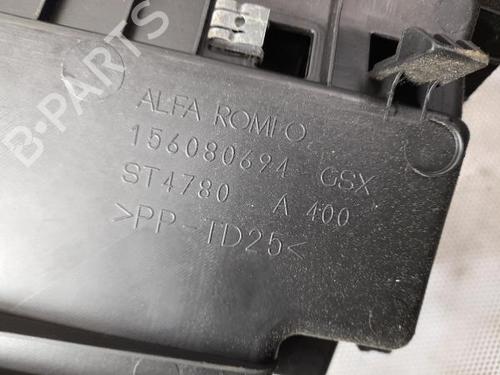 ALFA ROMEO
156080694 GSX
ST4780 A 400
>PP-TD25<
B-PARTS